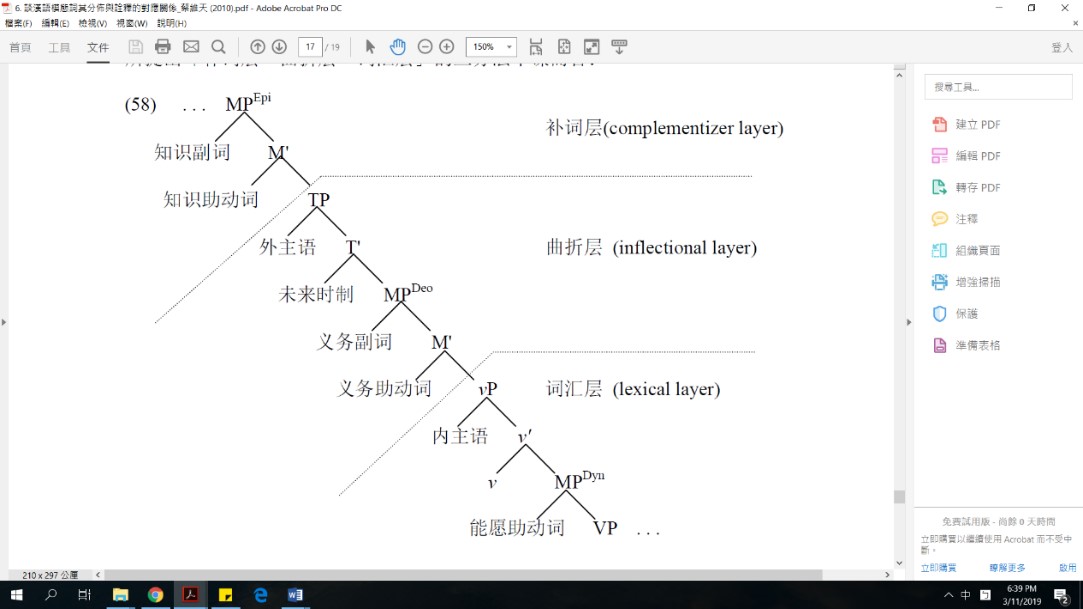 6. 談漢語模態詞其分佈與詮釋的對應關係_蔡維天 (2010).pdf - Adobe Acrobat Pro DC
檔案(F) 編輯(E) 檢視(V) 視窗(W) 說明(H)
首頁 工具 文件 17 / 19 150% 登入
(58) ... MP^Epi
补词层(complementizer layer)
知识副词 M'
知识助动词 TP
外主语 T' 曲折层 (inflectional layer)
未来时制 MP^Deo
义务副词 M'
义务助动词 vP 词汇层 (lexical layer)
内主语 v'
v MP^Dyn
能愿助动词 VP ...
搜尋工具...
建立 PDF
編輯 PDF
轉存 PDF
注釋
組織頁面
增強掃描
保護
準備表格
免費試用版 - 尚餘 0 天時間
立即購買以繼續使用 Acrobat 而不受中
斷。
立即購買 瞭解更多 啟用
210 x 297 公釐
中
6:39 PM
3/11/2019
2